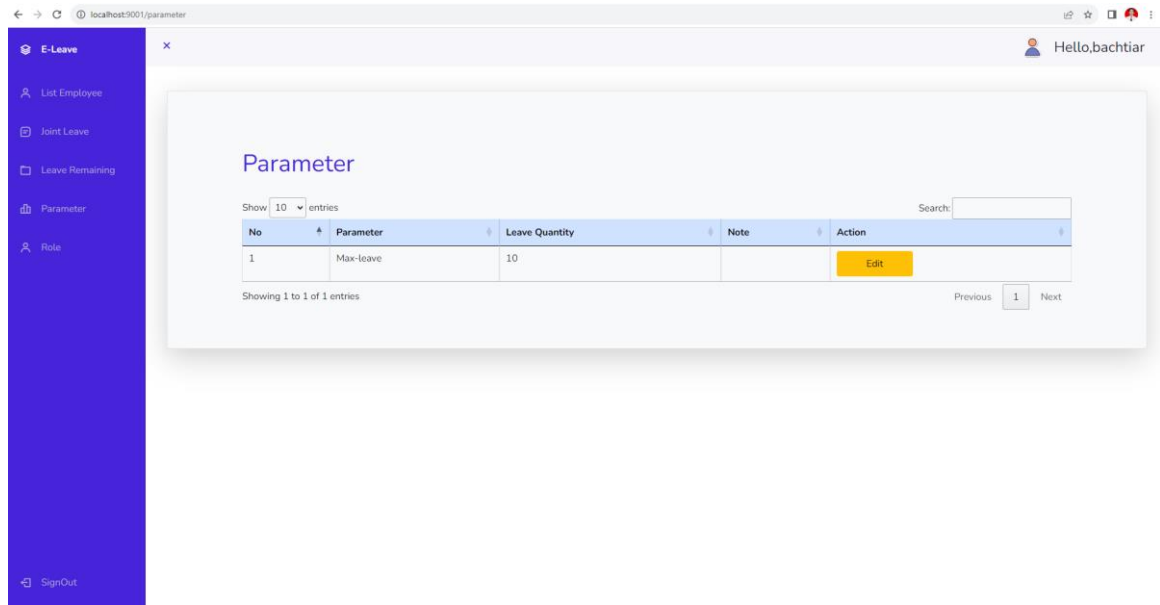 localhost:9001/parameter
E-Leave
×
Hello,bachtiar
List Employee
Joint Leave
Leave Remaining
Parameter
Role
SignOut
Parameter
Show 10 entries
Search:
No Parameter Leave Quantity Note Action
1 Max-leave 10 Edit
Showing 1 to 1 of 1 entries
Previous 1 Next